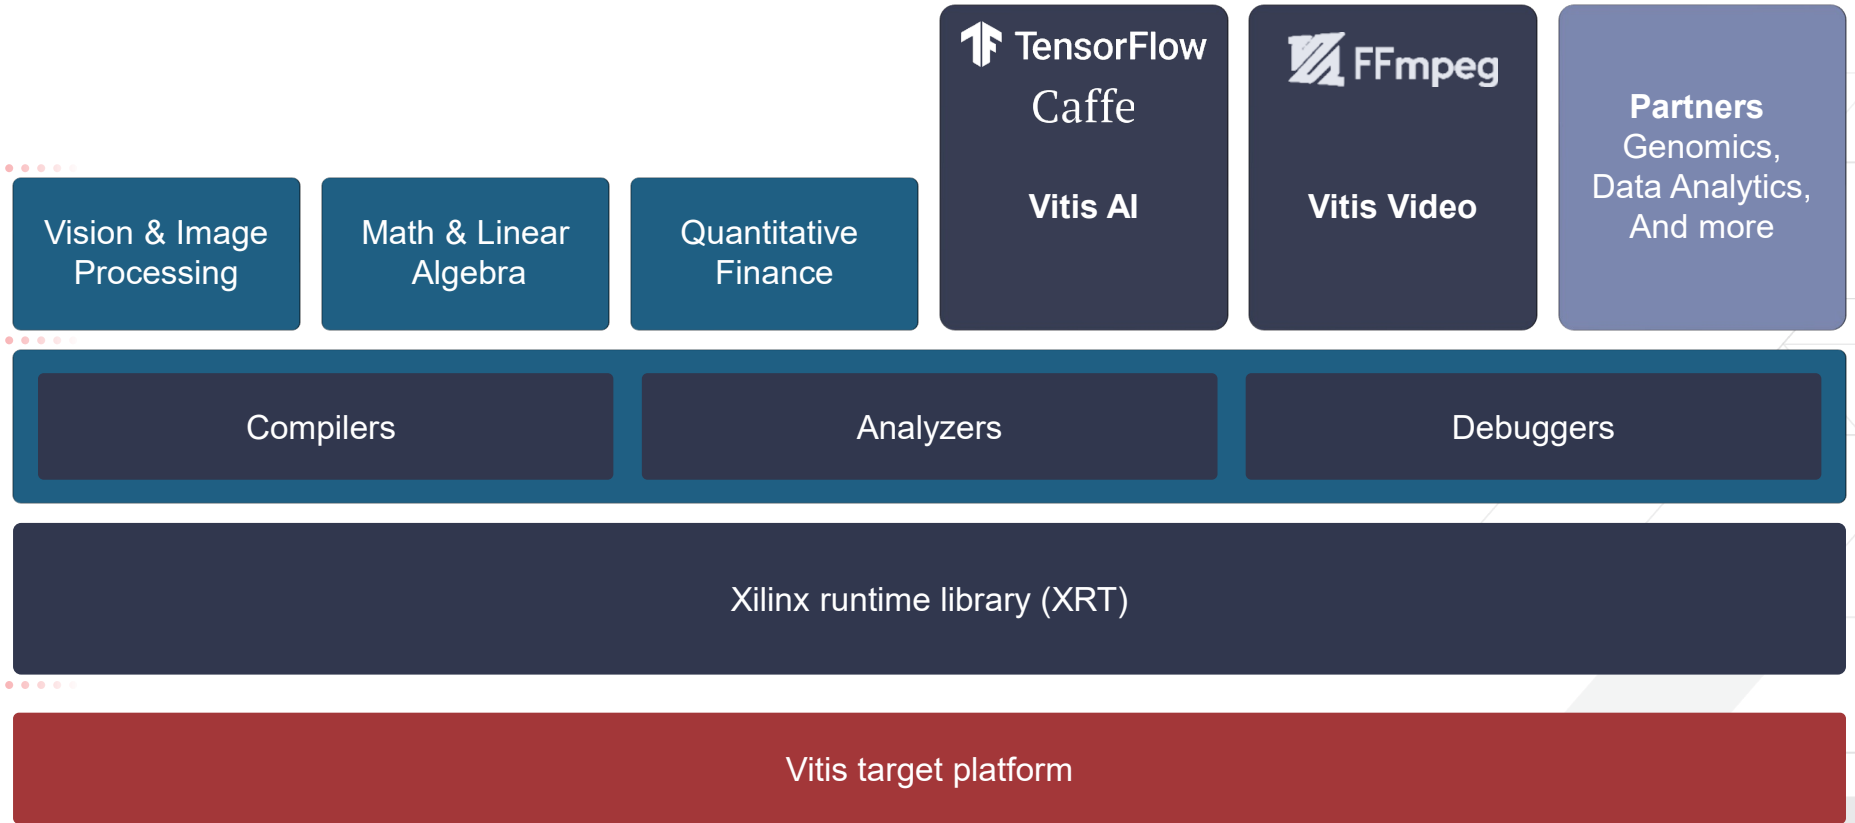 TensorFlow
Caffe
Vitis AI
FFmpeg
Vitis Video
Partners
Genomics,
Data Analytics,
And more
Vision & Image
Processing
Math & Linear
Algebra
Quantitative
Finance
Compilers
Analyzers
Debuggers
Xilinx runtime library (XRT)
Vitis target platform